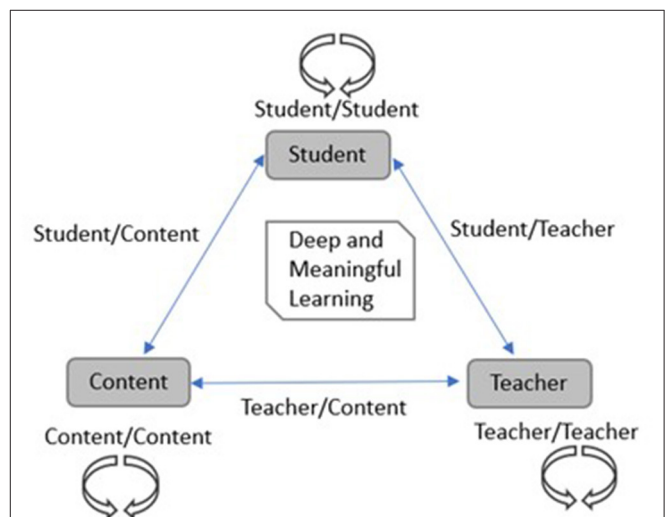 Student/Student
Student
Student/Content
Student/Teacher
Deep and
Meaningful
Learning
Content
Teacher
Teacher/Content
Content/Content
Teacher/Teacher